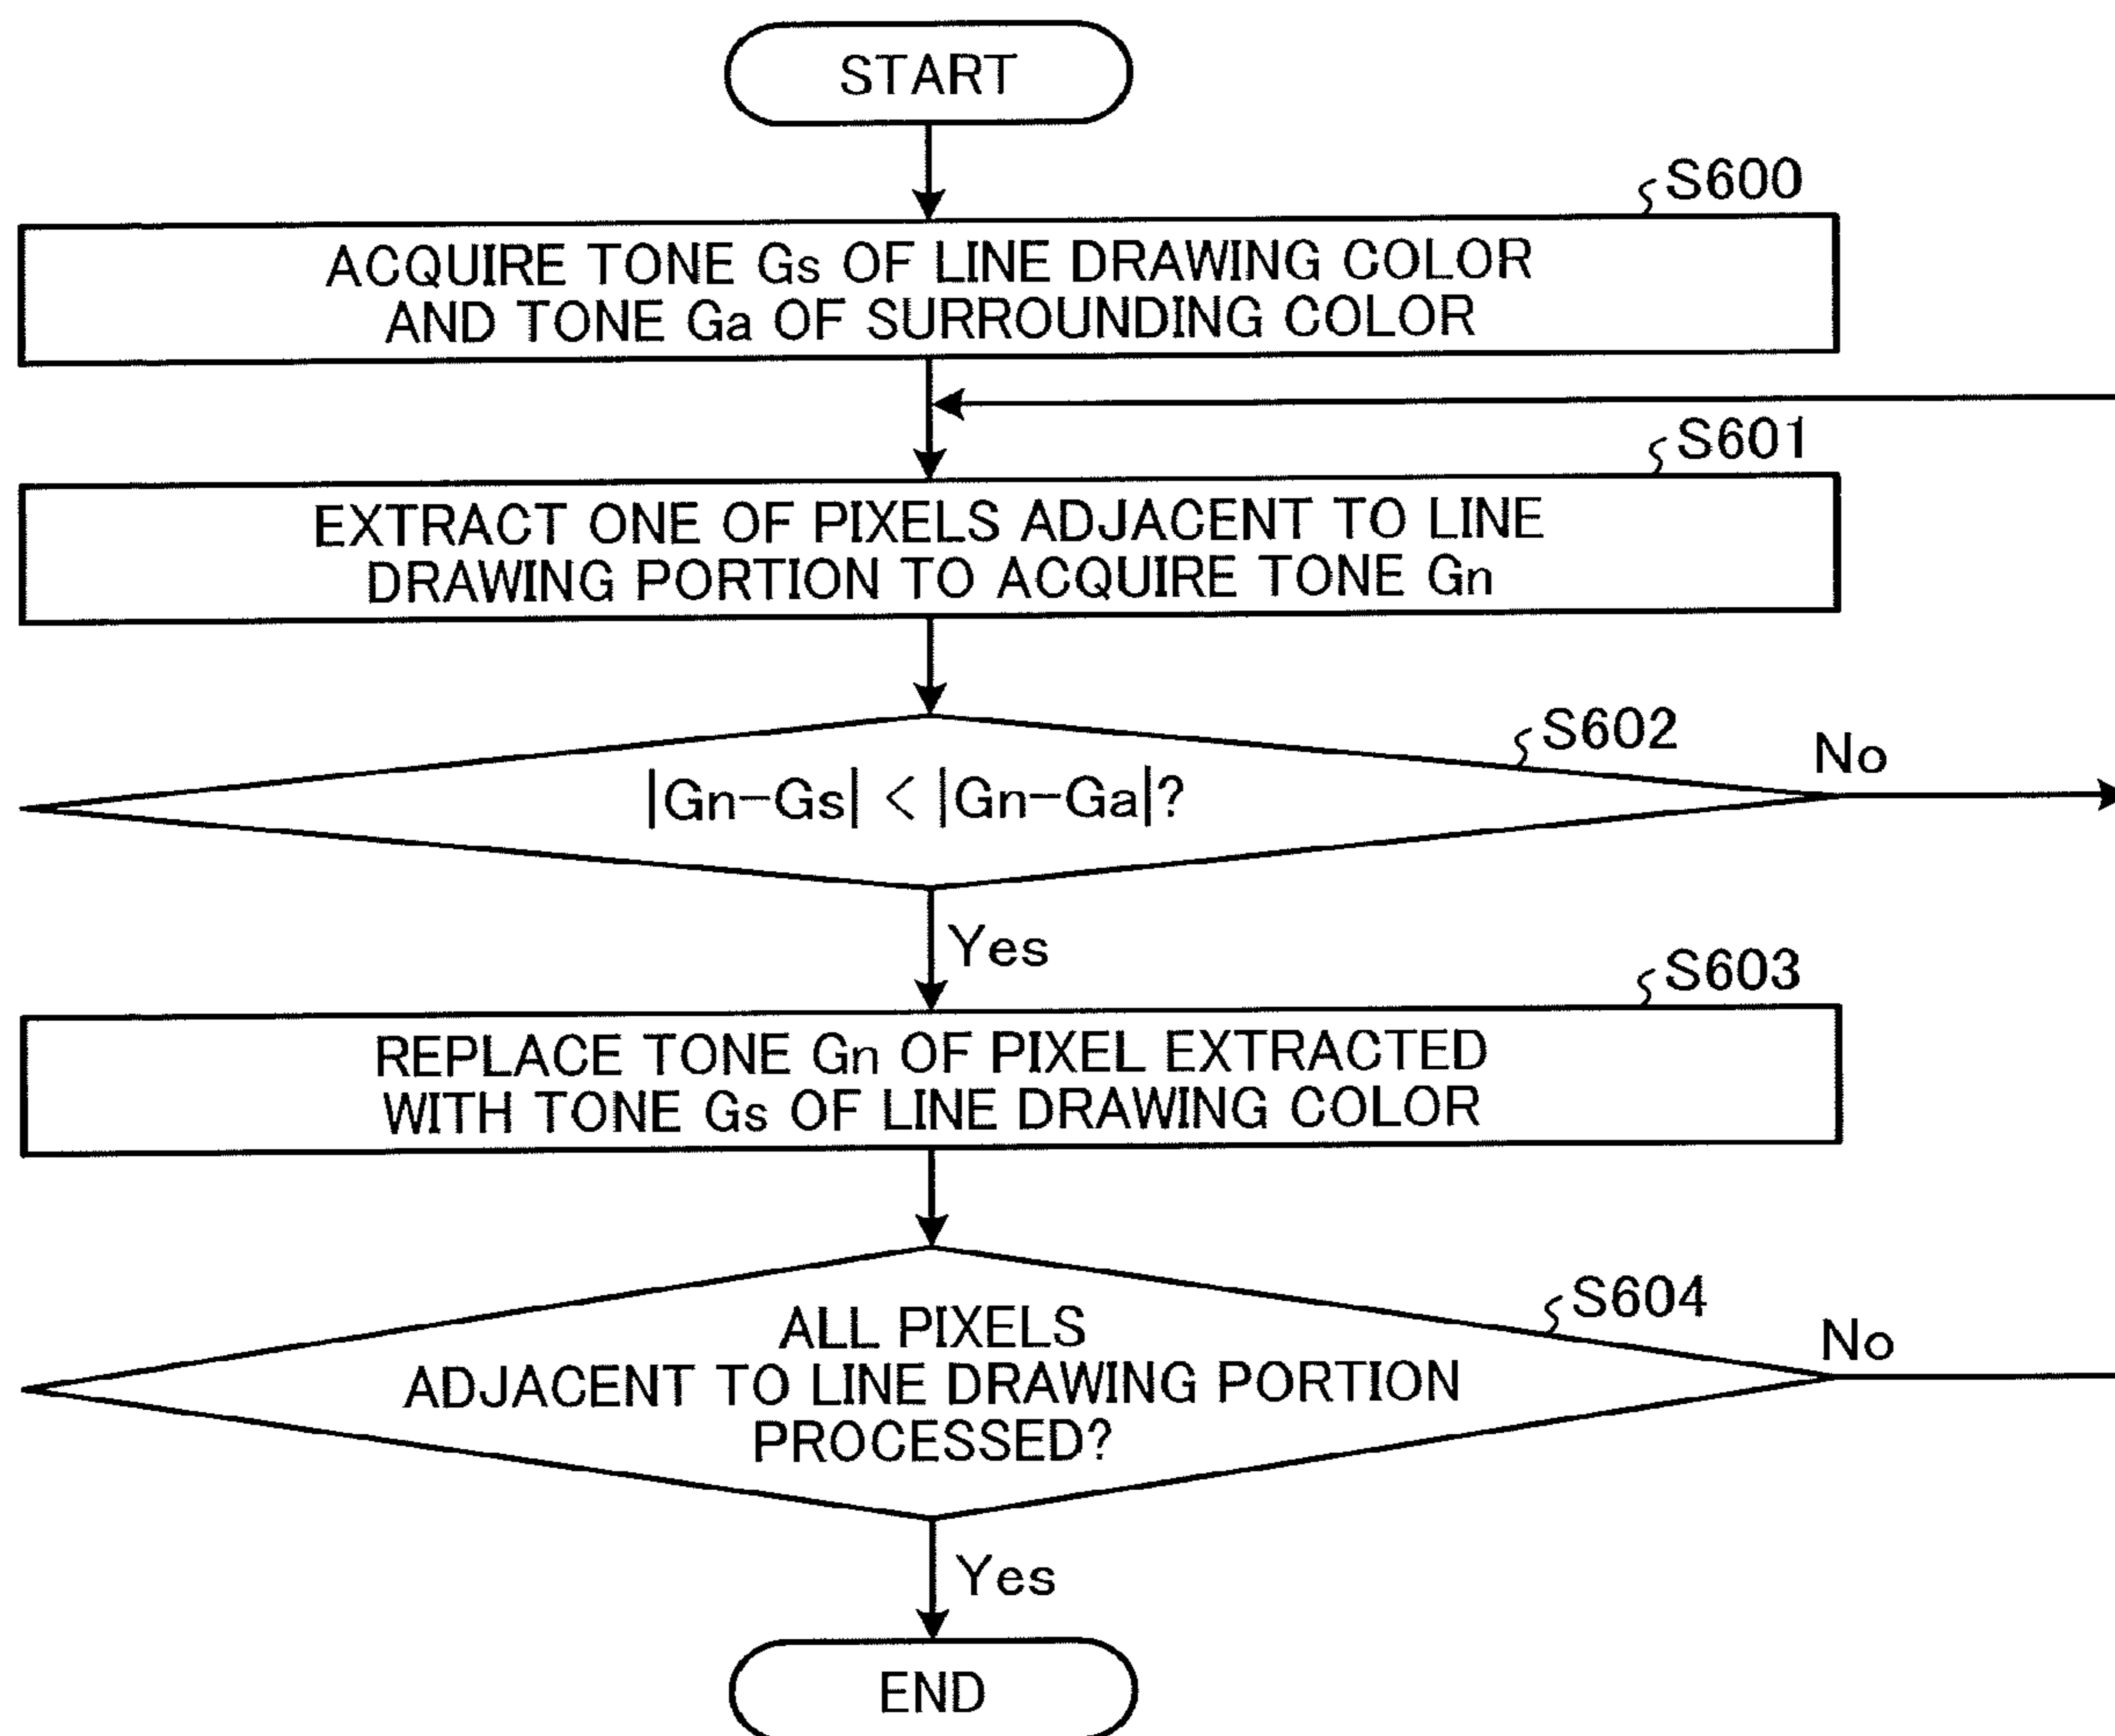 START
S600
ACQUIRE TONE Gs OF LINE DRAWING COLOR
AND TONE Ga OF SURROUNDING COLOR
S601
EXTRACT ONE OF PIXELS ADJACENT TO LINE
DRAWING PORTION TO ACQUIRE TONE Gn
S602
No
|Gn-Gs| < |Gn-Ga|?
Yes
S603
REPLACE TONE Gn OF PIXEL EXTRACTED
WITH TONE Gs OF LINE DRAWING COLOR
S604
No
ALL PIXELS
ADJACENT TO LINE DRAWING PORTION
PROCESSED?
Yes
END